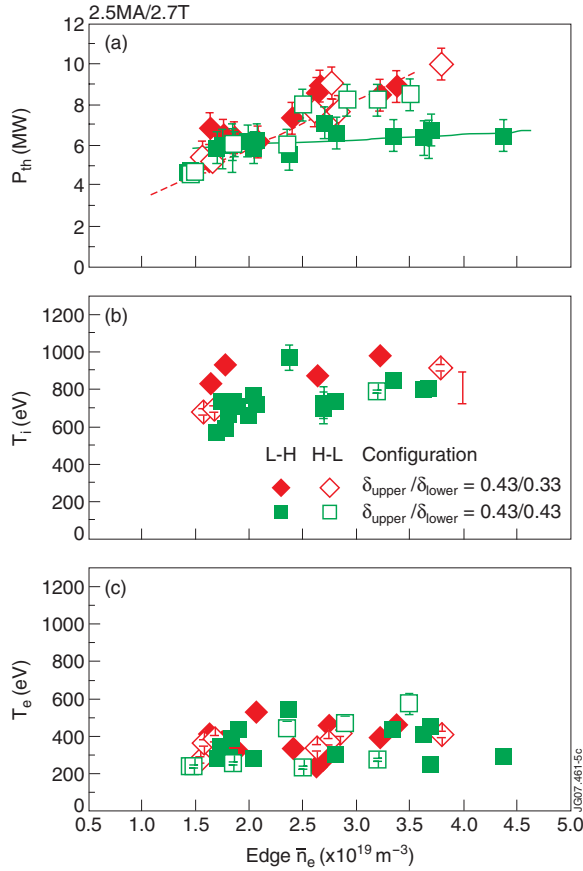 2.5MA/2.7T
(a)
P_th (MW)
12
10
8
6
4
2
0
(b)
T_i (eV)
1200
1000
800
600
400
200
0
L-H H-L Configuration
δ_upper/δ_lower = 0.43/0.33
δ_upper/δ_lower = 0.43/0.43
(c)
T_e (eV)
1200
1000
800
600
400
200
0
0.5 1.0 1.5 2.0 2.5 3.0 3.5 4.0 4.5 5.0
Edge n̄_e (x10^19 m^−3)
JG07.461-5c